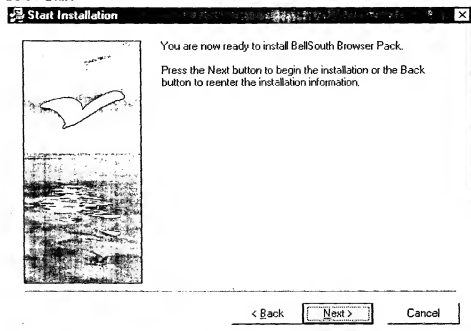 Start Installation
You are now ready to install BellSouth Browser Pack.
Press the Next button to begin the installation or the Back
button to reenter the installation information.
< Back
Next >
Cancel